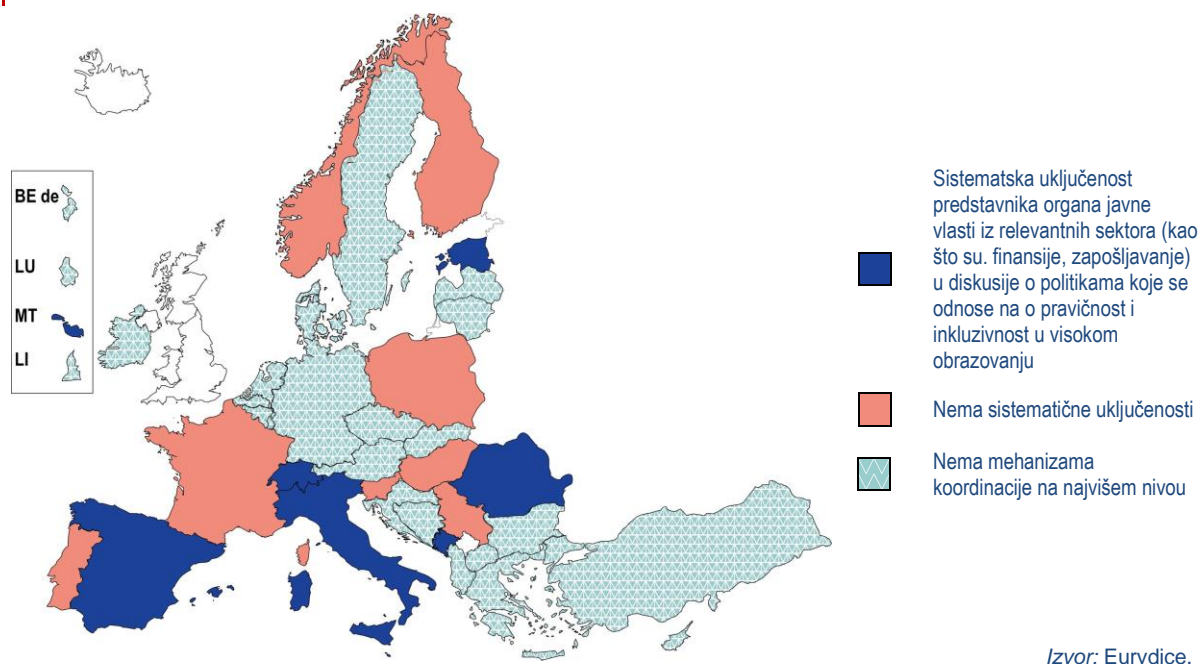 BE de
LU
MT
LI
Sistematska uključenost
predstavnika organa javne
vlasti iz relevantnih sektora (kao
što su. finansije, zapošljavanje)
u diskusije o politikama koje se
odnose na o pravičnost i
inkluzivnost u visokom
obrazovanju
Nema sistematične uključenosti
Nema mehanizama
koordinacije na najvišem nivou
Izvor: Eurydice.